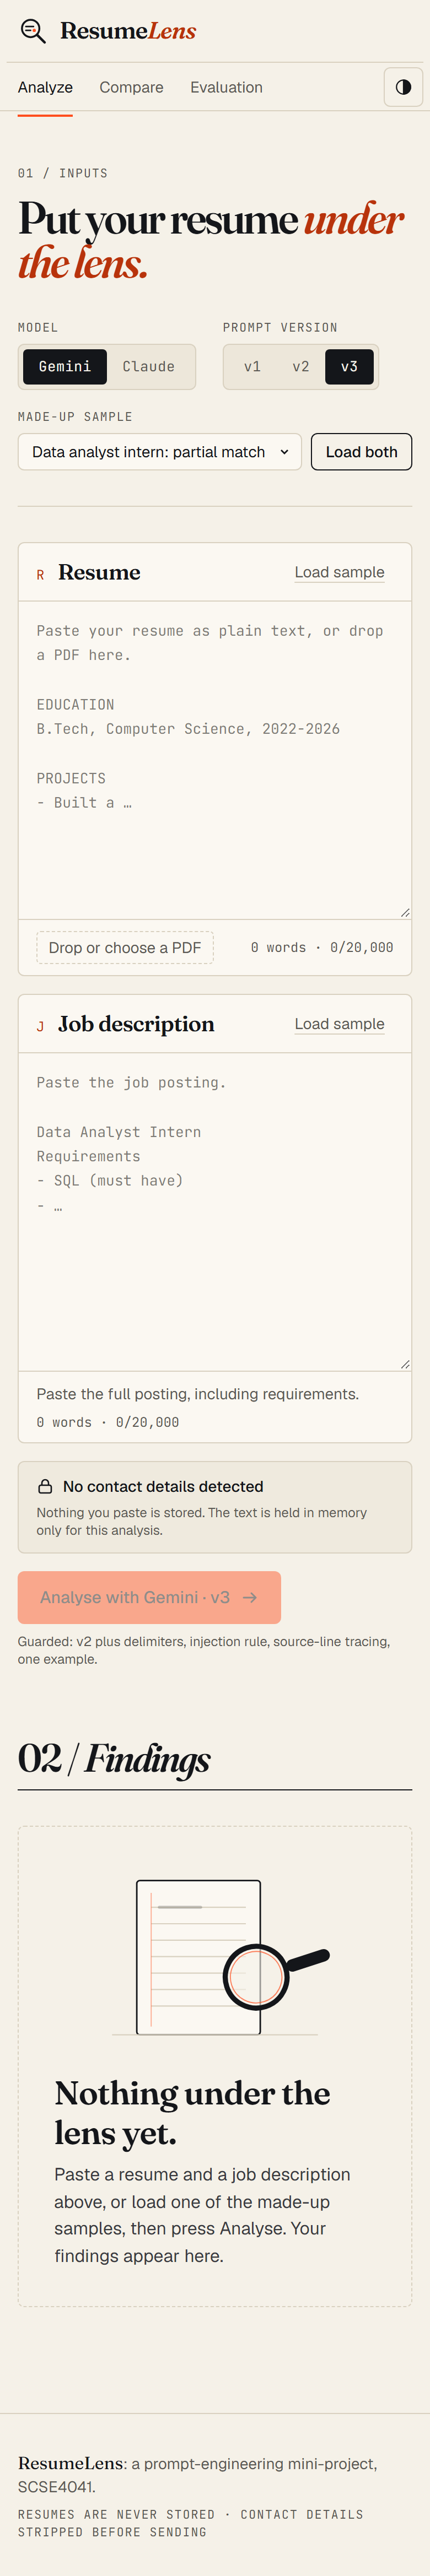 ResumeLens
Analyze Compare Evaluation
01 / INPUTS
Put your resume under
the lens.
MODEL PROMPT VERSION
Gemini Claude v1 v2 v3
MADE-UP SAMPLE
Data analyst intern: partial match Load both
R Resume Load sample
Paste your resume as plain text, or drop
a PDF here.
EDUCATION
B.Tech, Computer Science, 2022-2026
PROJECTS
- Built a …
Drop or choose a PDF 0 words · 0/20,000
J Job description Load sample
Paste the job posting.
Data Analyst Intern
Requirements
- SQL (must have)
- …
Paste the full posting, including requirements.
0 words · 0/20,000
No contact details detected
Nothing you paste is stored. The text is held in memory
only for this analysis.
Analyse with Gemini · v3 →
Guarded: v2 plus delimiters, injection rule, source-line tracing,
one example.
02 / Findings
Nothing under the
lens yet.
Paste a resume and a job description
above, or load one of the made-up
samples, then press Analyse. Your
findings appear here.
ResumeLens: a prompt-engineering mini-project,
SCSE4041.
RESUMES ARE NEVER STORED · CONTACT DETAILS
STRIPPED BEFORE SENDING